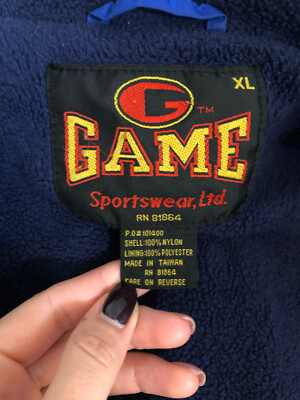 G TM
XL
GAME
Sportswear, Ltd.
RN 81864
P.O# 101400
SHELL:100% NYLON
LINING:100% POLYESTER
MADE IN TAIWAN
RN 81864
CARE ON REVERSE